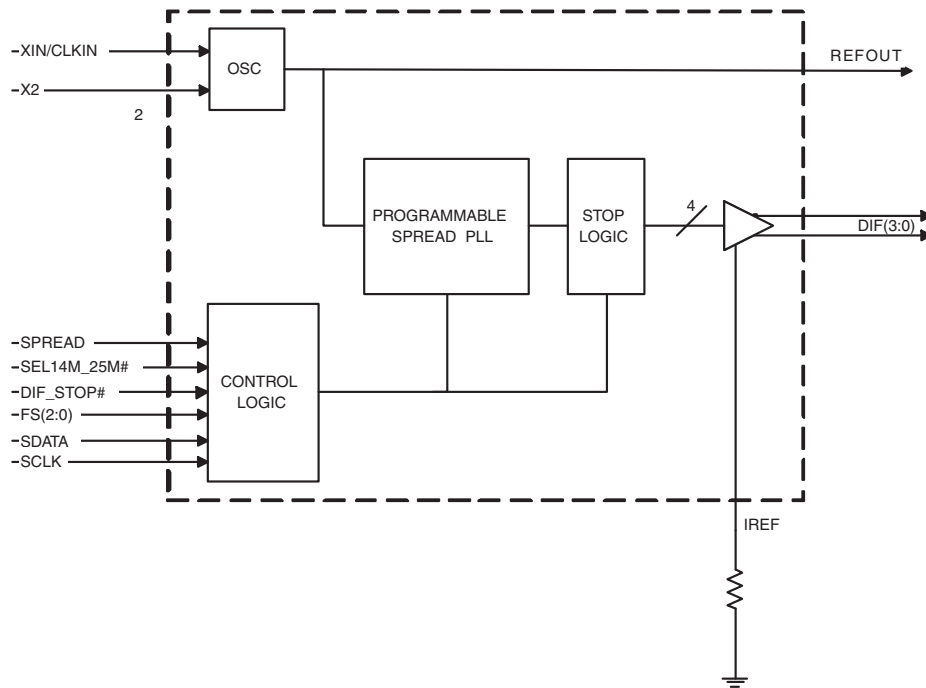 -XIN/CLKIN
OSC
REFOUT
-X2
2
PROGRAMMABLE
SPREAD PLL
STOP
LOGIC
4
DIF(3:0)
-SPREAD
-SEL14M_25M#
-DIF_STOP#
-FS(2:0)
-SDATA
-SCLK
CONTROL
LOGIC
IREF